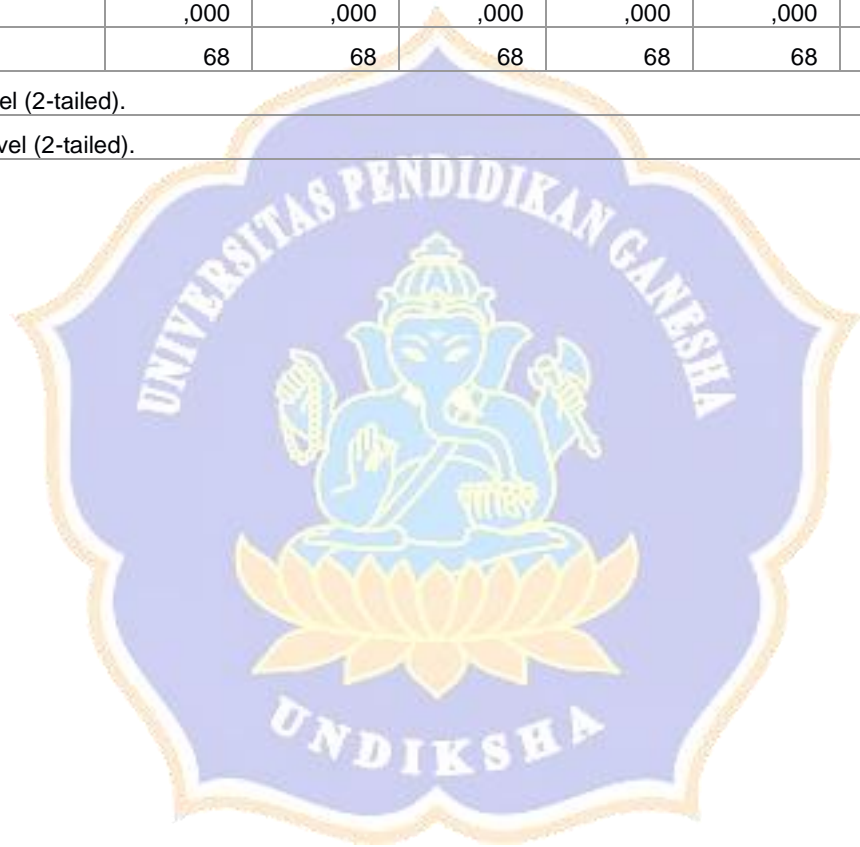 ,000 ,000 ,000 ,000 ,000
68 68 68 68 68
el (2-tailed).
vel (2-tailed).
UNIVERSITAS PENDIDIKAN GANESHA
UNDIKSHA